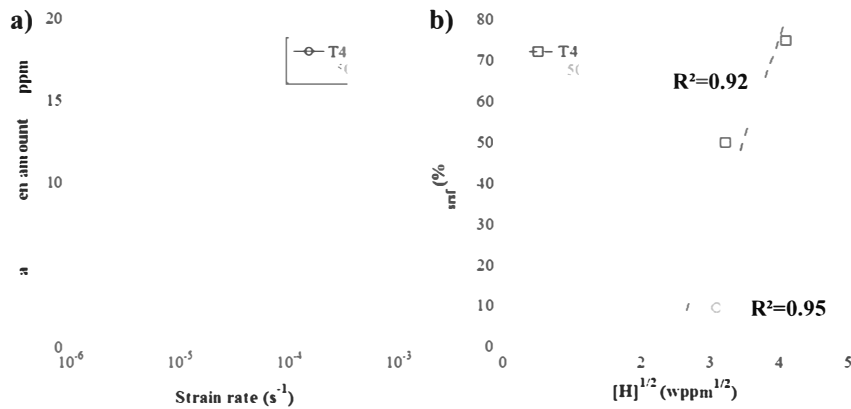 a)
20
15
10
0
en amount ppm
a
T4
10⁻⁶ 10⁻⁵ 10⁻⁴ 10⁻³
Strain rate (s⁻¹)
b)
80
70
60
50
40
30
20
10
0
(%
T4
R²=0.92
R²=0.95
0 2 3 4 5
[H]¹/² (wppm¹/²)